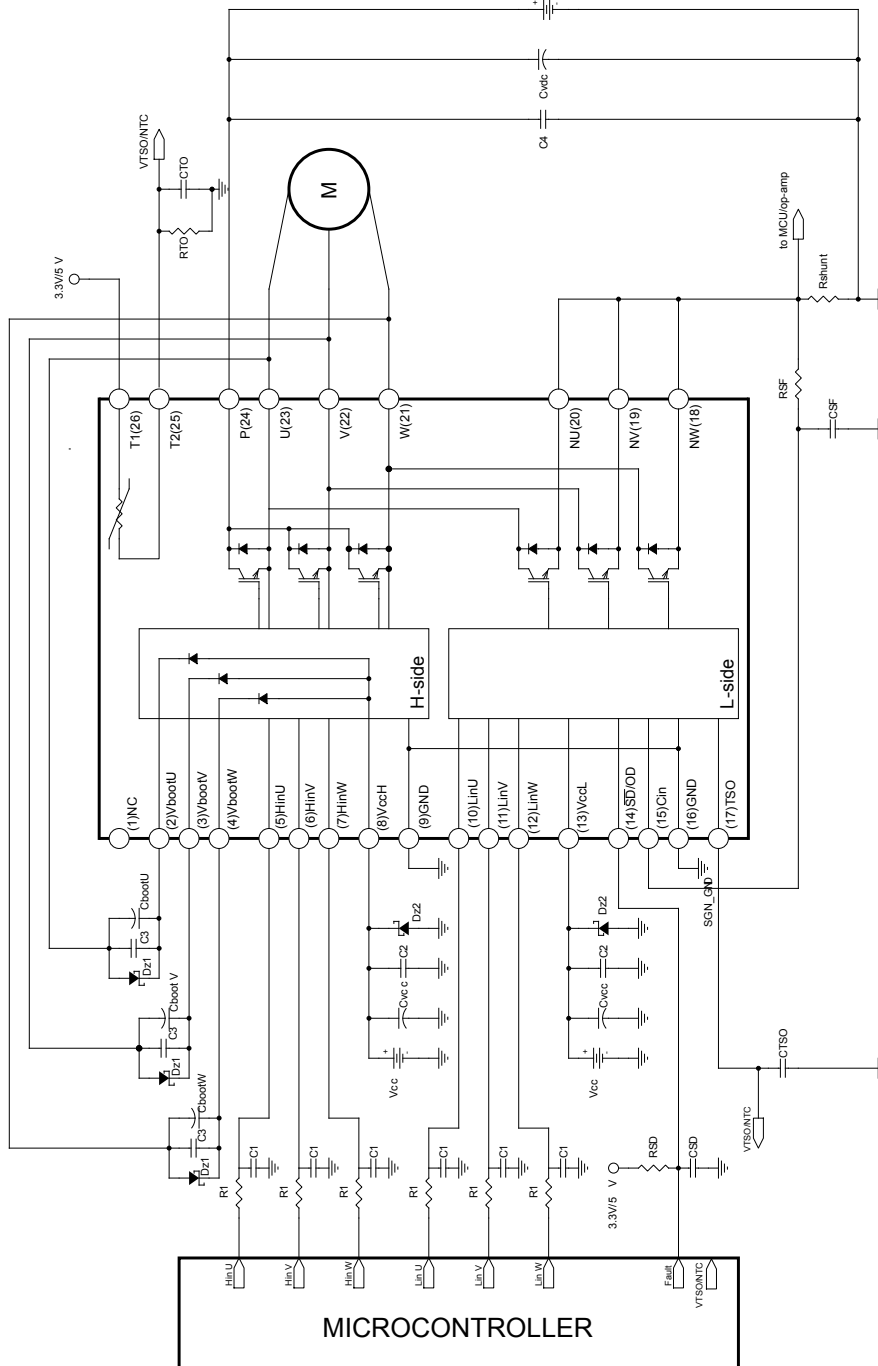 + -
Cvdc
C4
VTSO/NTC
CTO
RTO
M
3.3V/5 V
to MCU/op-amp
Rshunt
RSF
CSF
T1(26)
T2(25)
P(24)
U(23)
V(22)
W(21)
NU(20)
NV(19)
NW(18)
H-side
L-side
(1)NC
(2)VbootU
(3)VbootV
(4)VbootW
(5)HinU
(6)HinV
(7)HinW
(8)VccH
(9)GND
(10)LinU
(11)LinV
(12)LinW
(13)VccL
(14)SD/OD
(15)Cin
(16)GND
(17)TSO
SGN_GND
CbootU
C3
Dz1
Cboot V
C3
Dz1
CbootW
C3
Dz1
Dz2
C2
Cvcc
+ -
Vcc
Dz2
C2
Cvcc
+ -
Vcc
CTSO
VTSO/NTC
R1
C1
R1
C1
R1
C1
R1
C1
R1
C1
R1
C1
3.3V/5 V
RSD
CSD
Hin U
Hin V
Hin W
Lin U
Lin V
Lin W
Fault
VTSO/NTC
MICROCONTROLLER